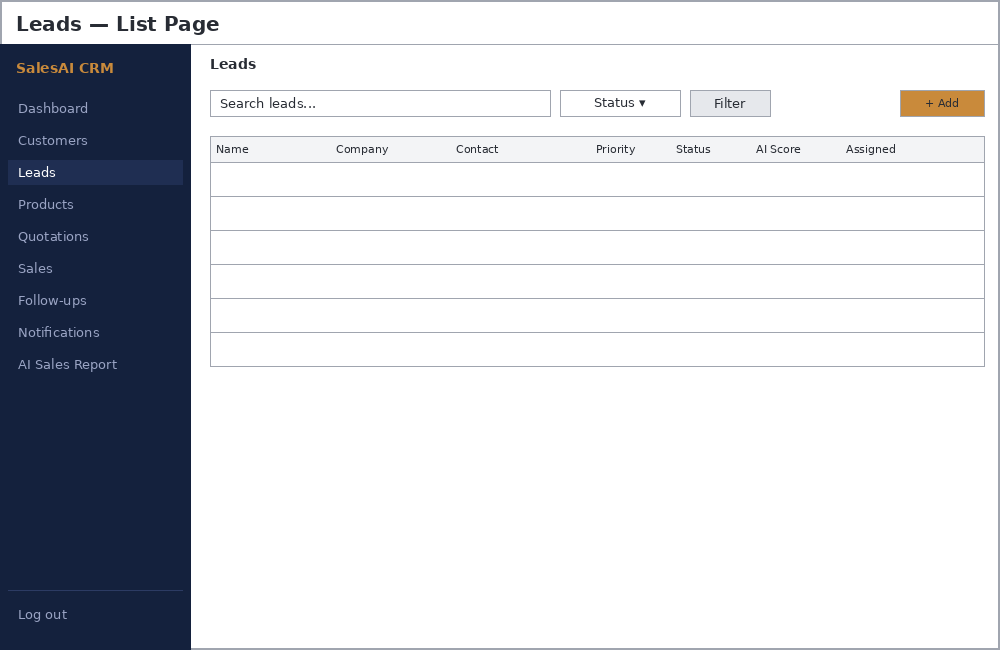 Leads — List Page
SalesAI CRM
Dashboard
Customers
Leads
Products
Quotations
Sales
Follow-ups
Notifications
AI Sales Report
Log out
Leads
Search leads...
Status ▾
Filter
+ Add
Name Company Contact Priority Status AI Score Assigned